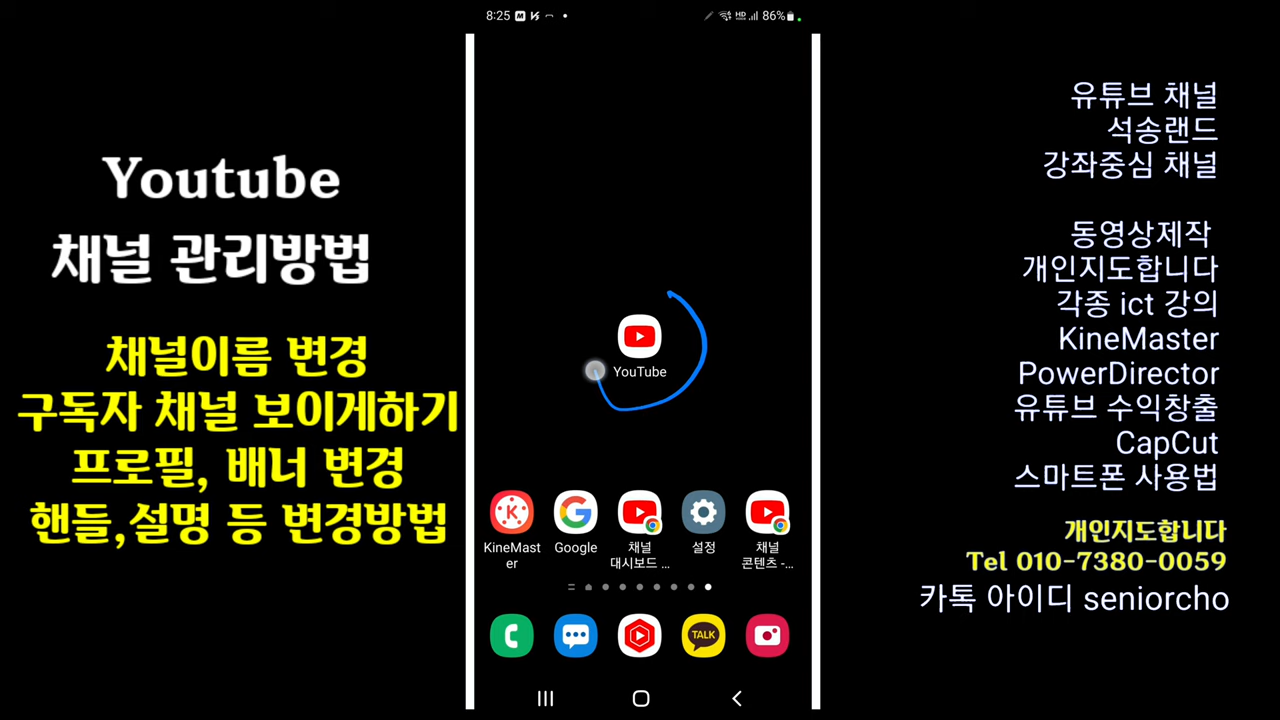 Youtube
채널 관리방법
채널이름 변경
구독자 채널 보이게하기
프로필, 배너 변경
핸들,설명 등 변경방법
8:25
86%
YouTube
KineMast
er
Google
채널
대시보드 ...
설정
채널
콘텐츠 -...
TALK
유튜브 채널
석송랜드
강좌중심 채널
동영상제작
개인지도합니다
각종 ict 강의
KineMaster
PowerDirector
유튜브 수익창출
CapCut
스마트폰 사용법
개인지도합니다
Tel 010-7380-0059
카톡 아이디 seniorcho